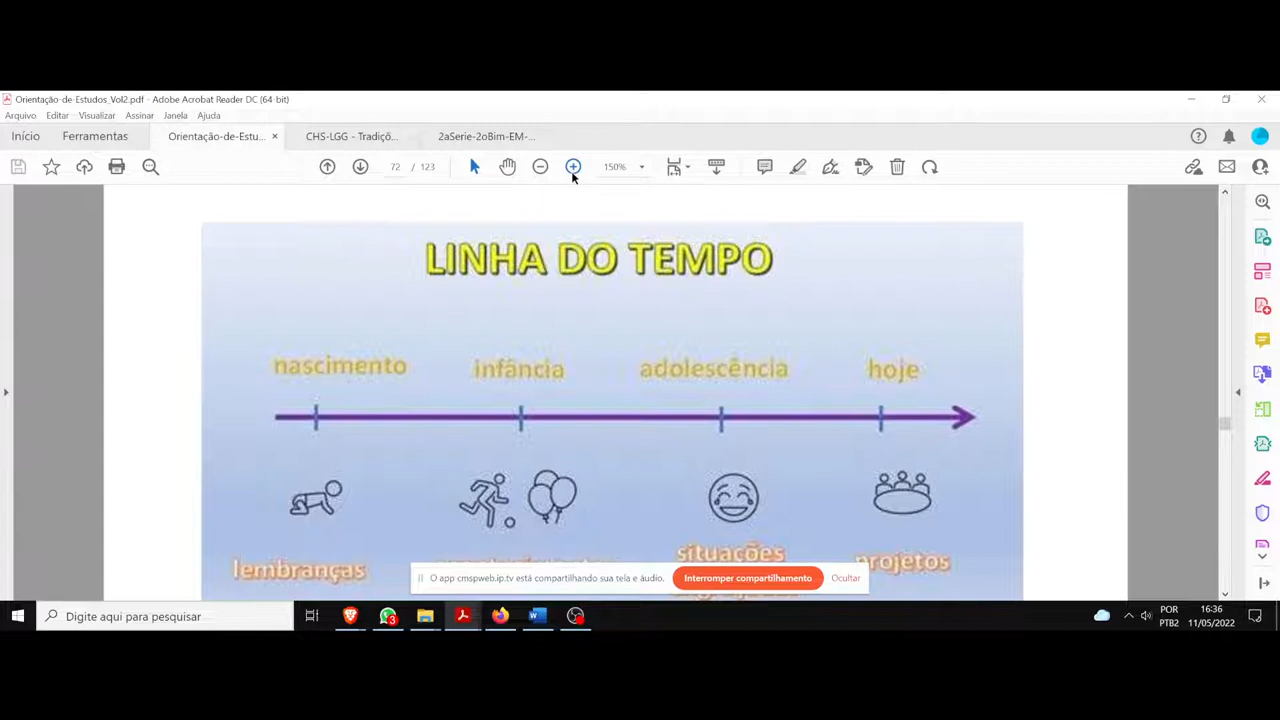 Orientação-de-Estudos_Vol2.pdf - Adobe Acrobat Reader DC (64-bit)
Arquivo Editar Visualizar Assinar Janela Ajuda
Início Ferramentas Orientação-de-Estu... × CHS-LGG - Tradiçõ... 2aSerie-2oBim-EM-...
72 / 123 150%
LINHA DO TEMPO
nascimento infância adolescência hoje
lembranças situações projetos
O app cmspweb.ip.tv está compartilhando sua tela e áudio. Interromper compartilhamento Ocultar
Digite aqui para pesquisar
3
POR 16:36
PTB2 11/05/2022